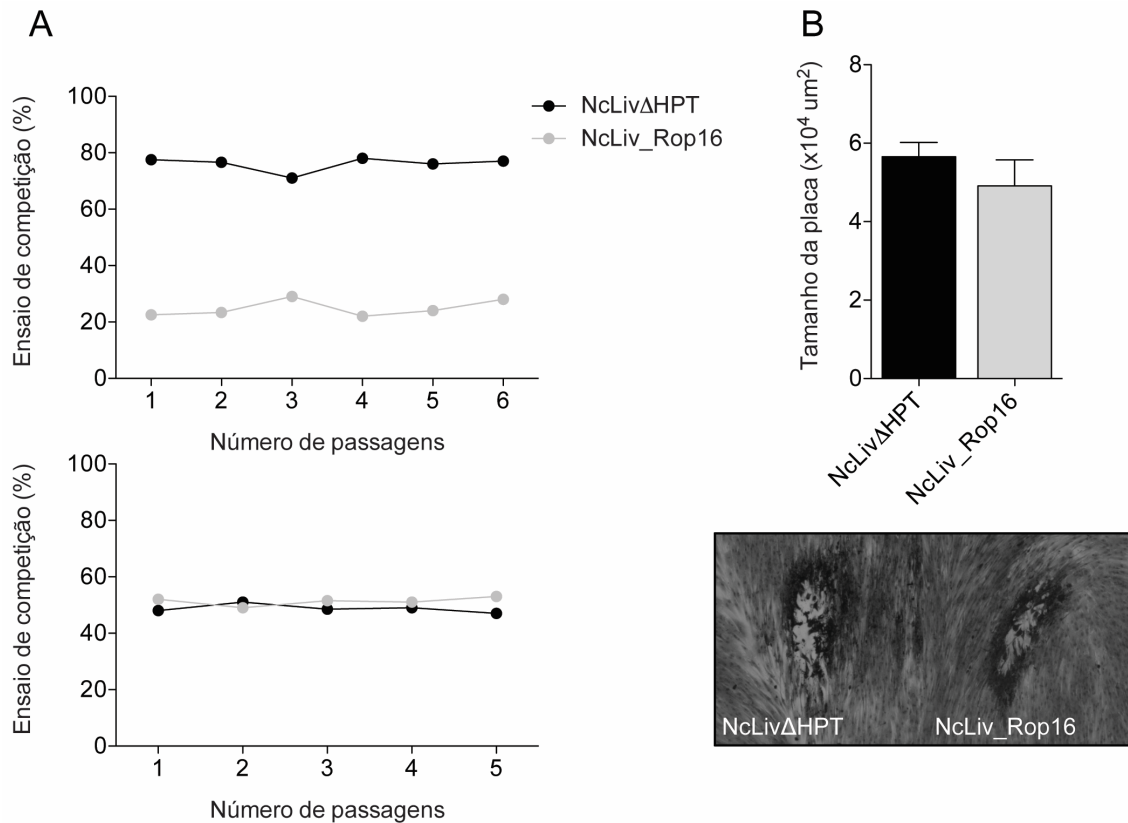 A
Ensaio de competição (%)
100
80
60
40
20
0
1 2 3 4 5 6
Número de passagens
NcLivΔHPT
NcLiv_Rop16
Ensaio de competição (%)
100
80
60
40
20
0
1 2 3 4 5
Número de passagens
B
Tamanho da placa (x10⁴ um²)
8
6
4
2
0
NcLivΔHPT
NcLiv_Rop16
NcLivΔHPT
NcLiv_Rop16